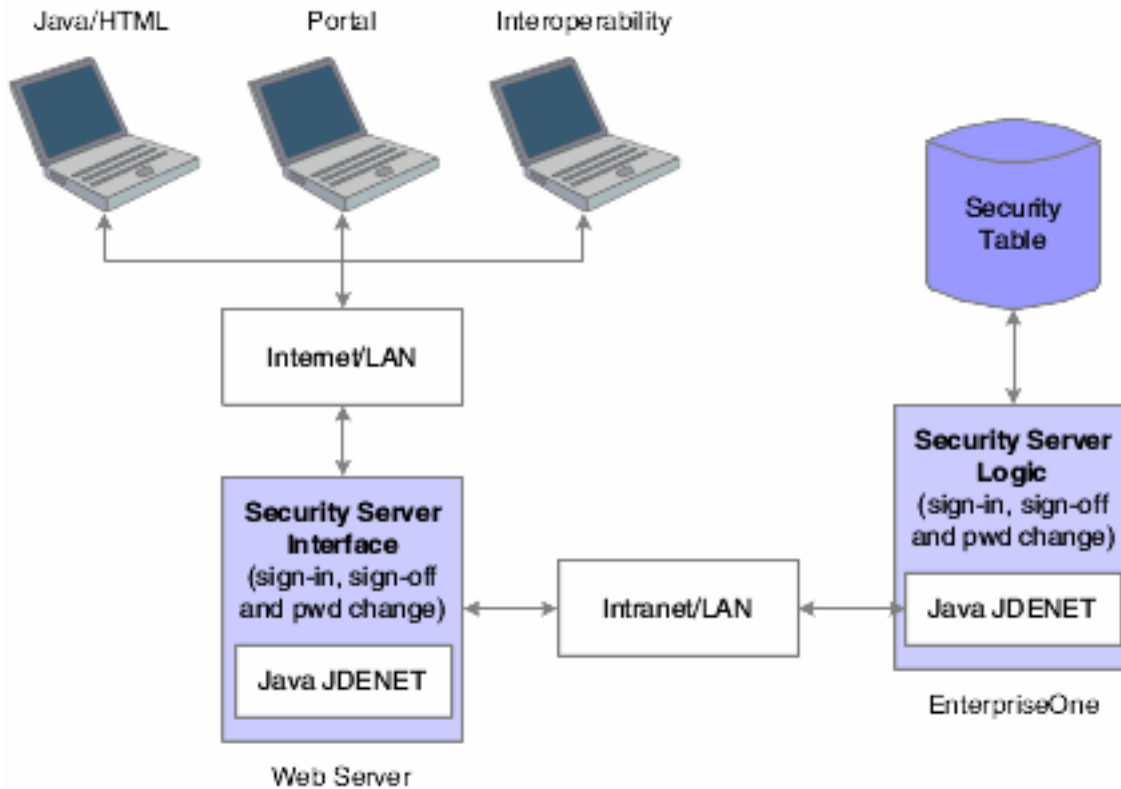 Java/HTML
Portal
Interoperability
Security
Table
Internet/LAN
Security Server
Interface
(sign-in, sign-off
and pwd change)
Java JDENET
Web Server
Intranet/LAN
Security Server
Logic
(sign-in, sign-off
and pwd change)
Java JDENET
EnterpriseOne